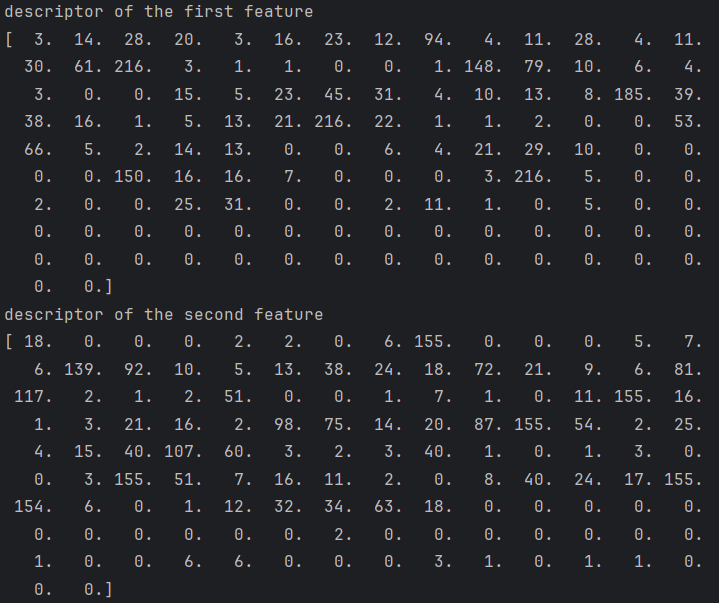 descriptor of the first feature
[  3.  14.  28.  20.   3.  16.  23.  12.  94.   4.  11.  28.   4.  11.
  30.  61. 216.   3.   1.   1.   0.   0.   1. 148.  79.  10.   6.   4.
   3.   0.   0.  15.   5.  23.  45.  31.   4.  10.  13.   8. 185.  39.
  38.  16.   1.   5.  13.  21. 216.  22.   1.   1.   2.   0.   0.  53.
  66.   5.   2.  14.  13.   0.   0.   6.   4.  21.  29.  10.   0.   0.
   0.   0. 150.  16.  16.   7.   0.   0.   0.   3. 216.   5.   0.   0.
   2.   0.   0.  25.  31.   0.   0.   2.  11.   1.   0.   5.   0.   0.
   0.   0.   0.   0.   0.   0.   0.   0.   0.   0.   0.   0.   0.   0.
   0.   0.   0.   0.   0.   0.   0.   0.   0.   0.   0.   0.   0.   0.
   0.   0.]
descriptor of the second feature
[ 18.   0.   0.   0.   2.   2.   0.   6. 155.   0.   0.   0.   5.   7.
   6. 139.  92.  10.   5.  13.  38.  24.  18.  72.  21.   9.   6.  81.
 117.   2.   1.   2.  51.   0.   0.   1.   7.   1.   0.  11. 155.  16.
   1.   3.  21.  16.   2.  98.  75.  14.  20.  87. 155.  54.   2.  25.
   4.  15.  40. 107.  60.   3.   2.   3.  40.   1.   0.   1.   3.   0.
   0.   3. 155.  51.   7.  16.  11.   2.   0.   8.  40.  24.  17. 155.
 154.   6.   0.   1.  12.  32.  34.  63.  18.   0.   0.   0.   0.   0.
   0.   0.   0.   0.   0.   0.   2.   0.   0.   0.   0.   0.   0.   0.
   1.   0.   0.   6.   6.   0.   0.   0.   3.   1.   0.   1.   1.   0.
   0.   0.]